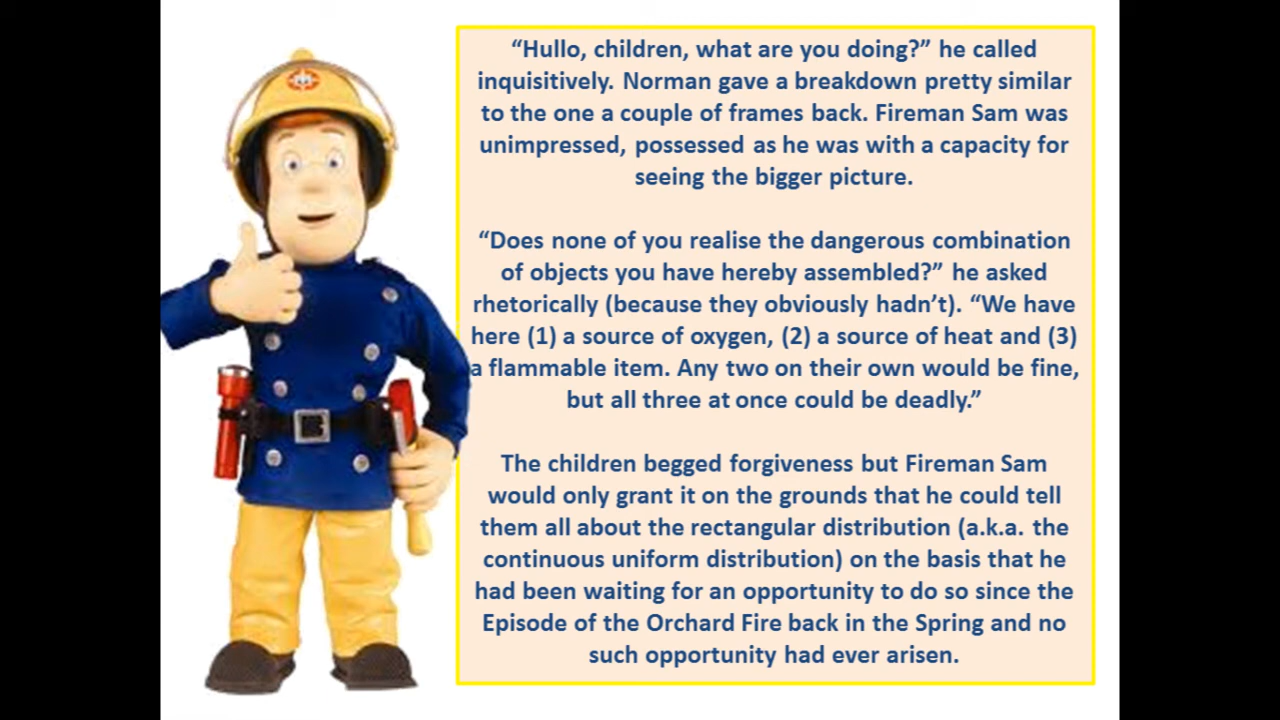 “Hullo, children, what are you doing?” he called
inquisitively. Norman gave a breakdown pretty similar
to the one a couple of frames back. Fireman Sam was
unimpressed, possessed as he was with a capacity for
seeing the bigger picture.
“Does none of you realise the dangerous combination
of objects you have hereby assembled?” he asked
rhetorically (because they obviously hadn’t). “We have
here (1) a source of oxygen, (2) a source of heat and (3)
a flammable item. Any two on their own would be fine,
but all three at once could be deadly.”
The children begged forgiveness but Fireman Sam
would only grant it on the grounds that he could tell
them all about the rectangular distribution (a.k.a. the
continuous uniform distribution) on the basis that he
had been waiting for an opportunity to do so since the
Episode of the Orchard Fire back in the Spring and no
such opportunity had ever arisen.